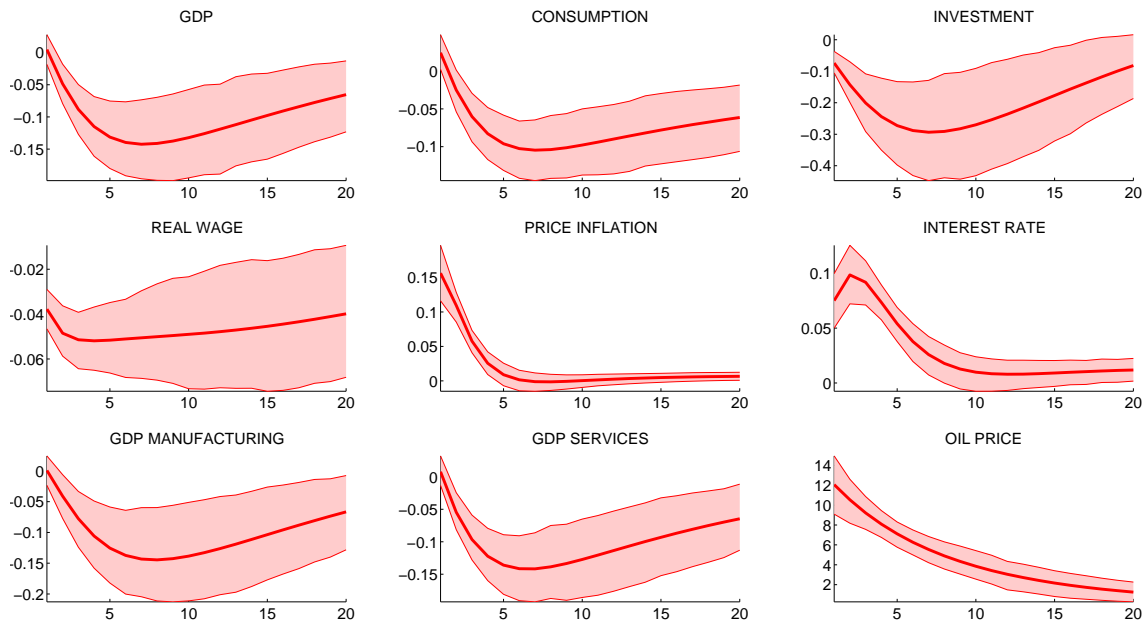 GDP
0
-0.05
-0.1
-0.15
5 10 15 20
CONSUMPTION
0
−0.05
−0.1
5 10 15 20
INVESTMENT
0
−0.1
−0.2
−0.3
−0.4
5 10 15 20
REAL WAGE
-0.02
-0.04
-0.06
5 10 15 20
PRICE INFLATION
0.15
0.1
0.05
0
5 10 15 20
INTEREST RATE
0.1
0.05
0
5 10 15 20
GDP MANUFACTURING
0
−0.05
−0.1
−0.15
−0.2
5 10 15 20
GDP SERVICES
0
−0.05
−0.1
−0.15
5 10 15 20
OIL PRICE
14
12
10
8
6
4
2
5 10 15 20